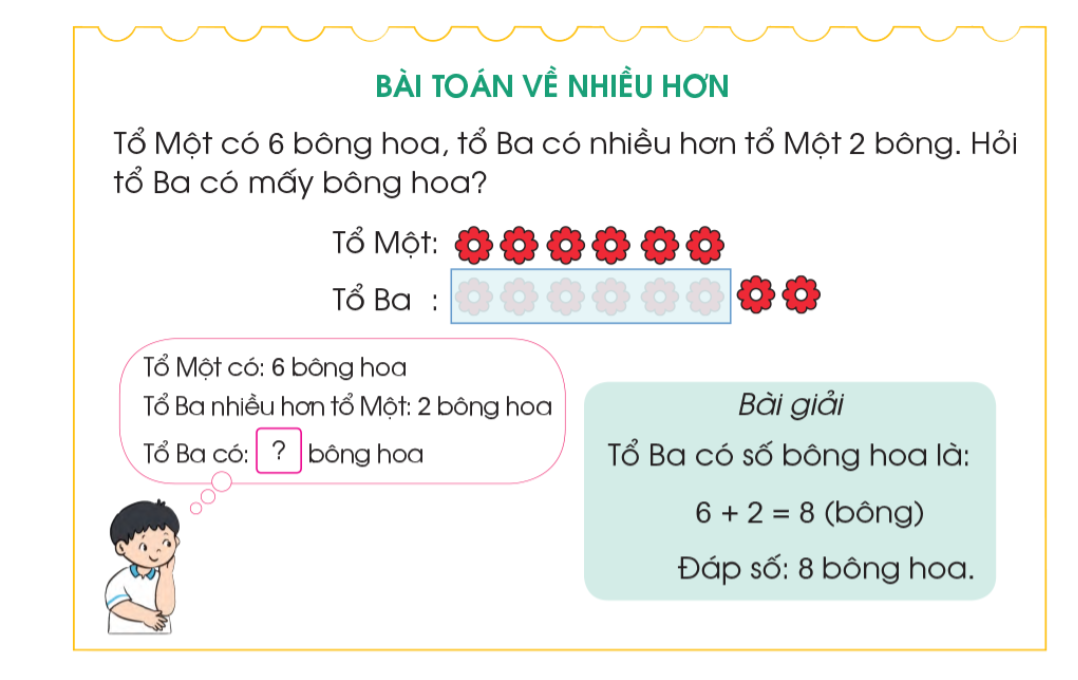 BÀI TOÁN VỀ NHIỀU HƠN
Tổ Một có 6 bông hoa, tổ Ba có nhiều hơn tổ Một 2 bông. Hỏi
tổ Ba có mấy bông hoa?
Tổ Một:
Tổ Ba :
Tổ Một có: 6 bông hoa
Tổ Ba nhiều hơn tổ Một: 2 bông hoa
Tổ Ba có: ? bông hoa
Bài giải
Tổ Ba có số bông hoa là:
6 + 2 = 8 (bông)
Đáp số: 8 bông hoa.